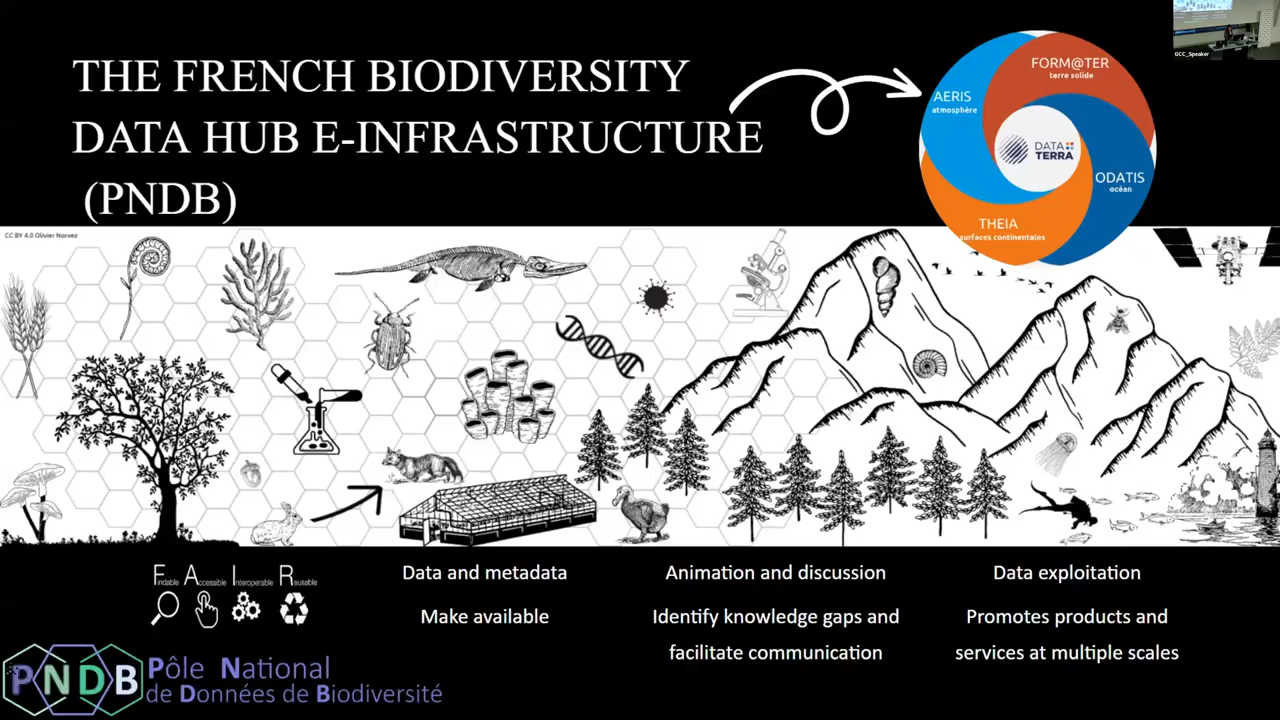 THE FRENCH BIODIVERSITY
DATA HUB E-INFRASTRUCTURE
(PNDB)
GCC_Speaker
FORM@TER
terre solide
AERIS
atmosphère
DATA
TERRA
ODATIS
océan
THEIA
surfaces continentales
CC BY 4.0 Olivier Norvez
Findable Accessible Interoperable Reusable
Data and metadata
Make available
Animation and discussion
Identify knowledge gaps and
facilitate communication
Data exploitation
Promotes products and
services at multiple scales
PNDB
Pôle National
de Données de Biodiversité